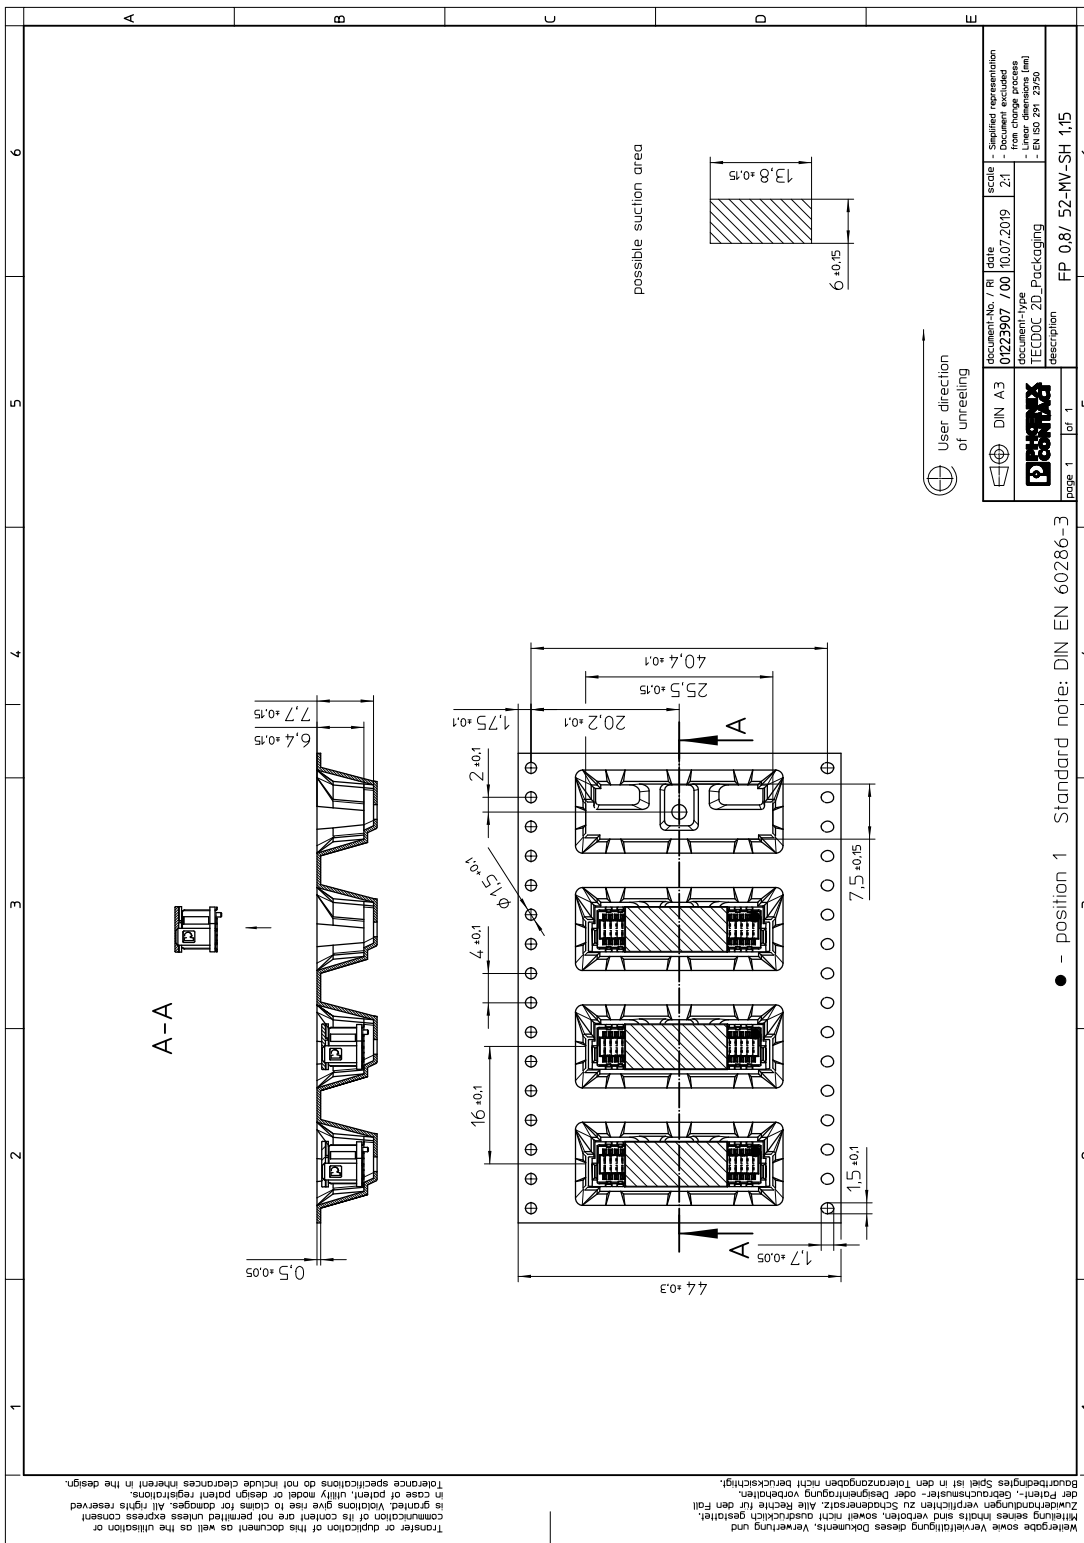 A
B
C
D
E
6
5
4
3
2
1
possible suction area
13,8 ±0,15
6 ±0,15
User direction
of unreeling
A-A
7,7 ±0,15
6,4 ±0,15
0,5 ±0,05
40,4 ±0,1
25,5 ±0,15
20,2 ±0,1
1,75 ±0,1
2 ±0,1
ϕ 1,5 +0,1
4 ±0,1
16 ±0,1
7,5 ±0,15
A
A
1,5 ±0,1
1,7 ±0,05
44 ±0,3
● - position 1 Standard note: DIN EN 60286-3
DIN A3
PHOENIX
CONTACT
page 1 of 1
document-No. / RI
01223907 / 00
date
10.07.2019
scale
2:1
- Simplified representation
- Document excluded
from change process
- Linear dimensions [mm]
- EN ISO 291 23/50
document-type
TECDOC 2D_Packaging
description
FP 0,8/ 52-MV-SH 1,15
Transfer or duplication of this document as well as the utilisation or
communication of its content are not permitted unless express consent
is granted. Violations give rise to claims for damages. All rights reserved
in case of patent, utility model or design patent registrations.
Tolerance specifications do not include clearances inherent in the design.
Weitergabe sowie Vervielfältigung dieses Dokuments, Verwertung und
Mitteilung seines Inhalts sind verboten, soweit nicht ausdrücklich gestattet.
Zuwiderhandlungen verpflichten zu Schadenersatz. Alle Rechte für den Fall
der Patent-, Gebrauchsmuster- oder Designeintragung vorbehalten.
Bauartbedingtes Spiel ist in den Toleranzangaben nicht berücksichtigt.